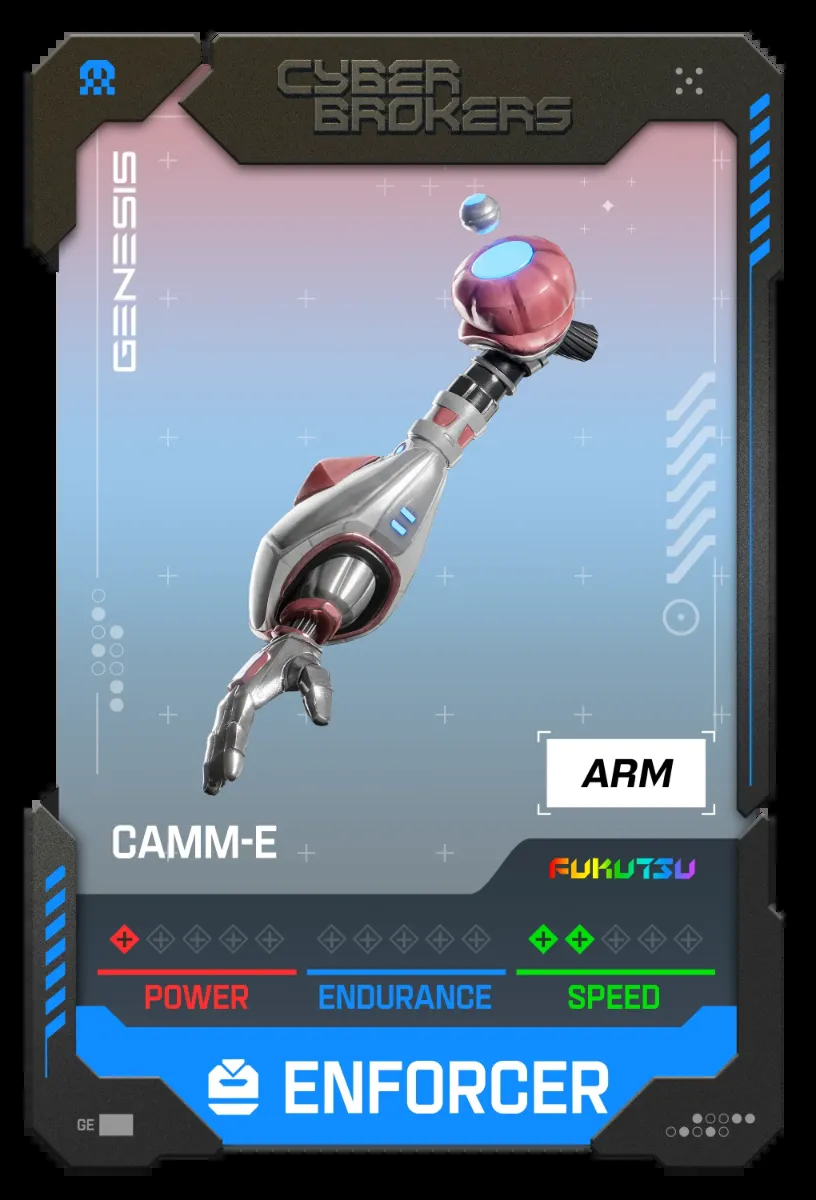 CYBER
BROKERS
GENESIS
ARM
CAMM-E
FUKUTSU
POWER
ENDURANCE
SPEED
ENFORCER
GE